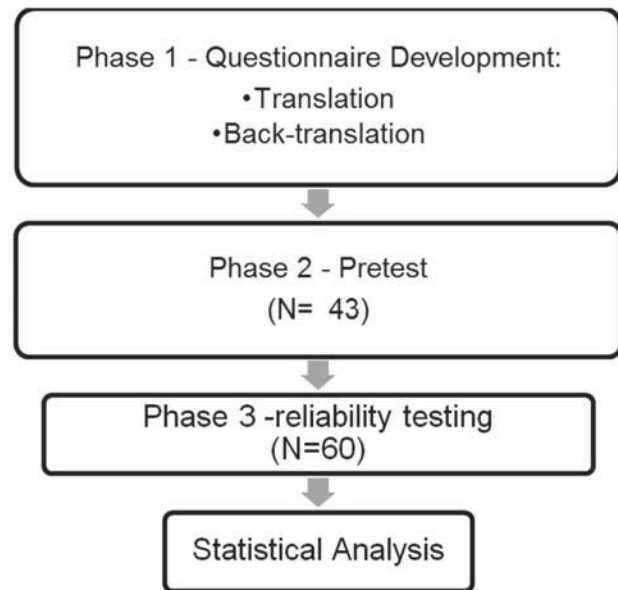 Phase 1 - Questionnaire Development:
•Translation
•Back-translation
Phase 2 - Pretest
(N= 43)
Phase 3 -reliability testing
(N=60)
Statistical Analysis